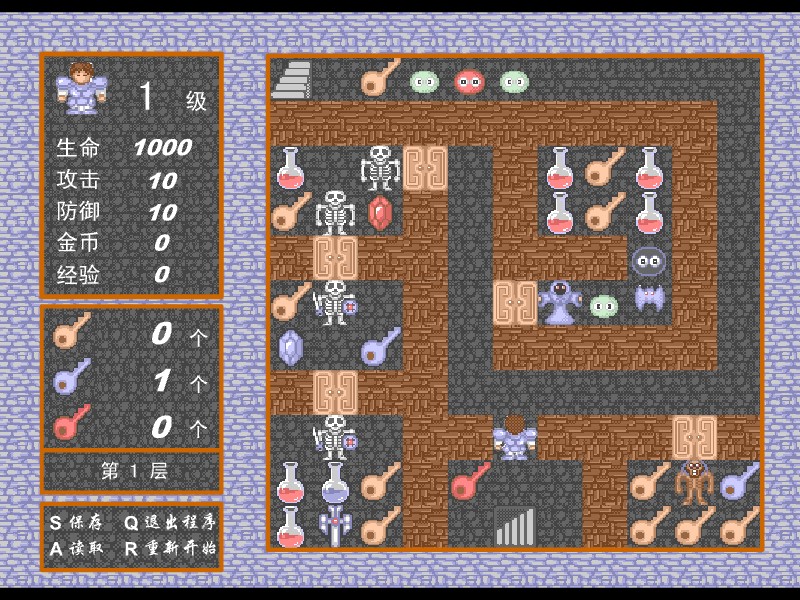 1 级
生命 1000
攻击 10
防御 10
金币 0
经验 0
0 个
1 个
0 个
第 1 层
S 保存 Q 退出程序
A 读取 R 重新开始